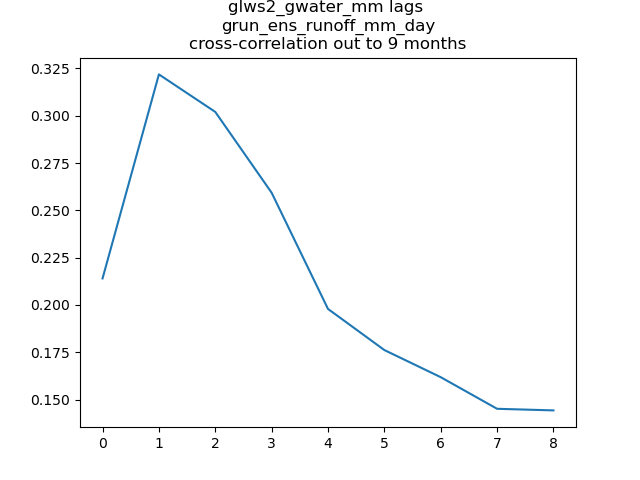 glws2_gwater_mm lags
grun_ens_runoff_mm_day
cross-correlation out to 9 months
0.325
0.300
0.275
0.250
0.225
0.200
0.175
0.150
0 1 2 3 4 5 6 7 8